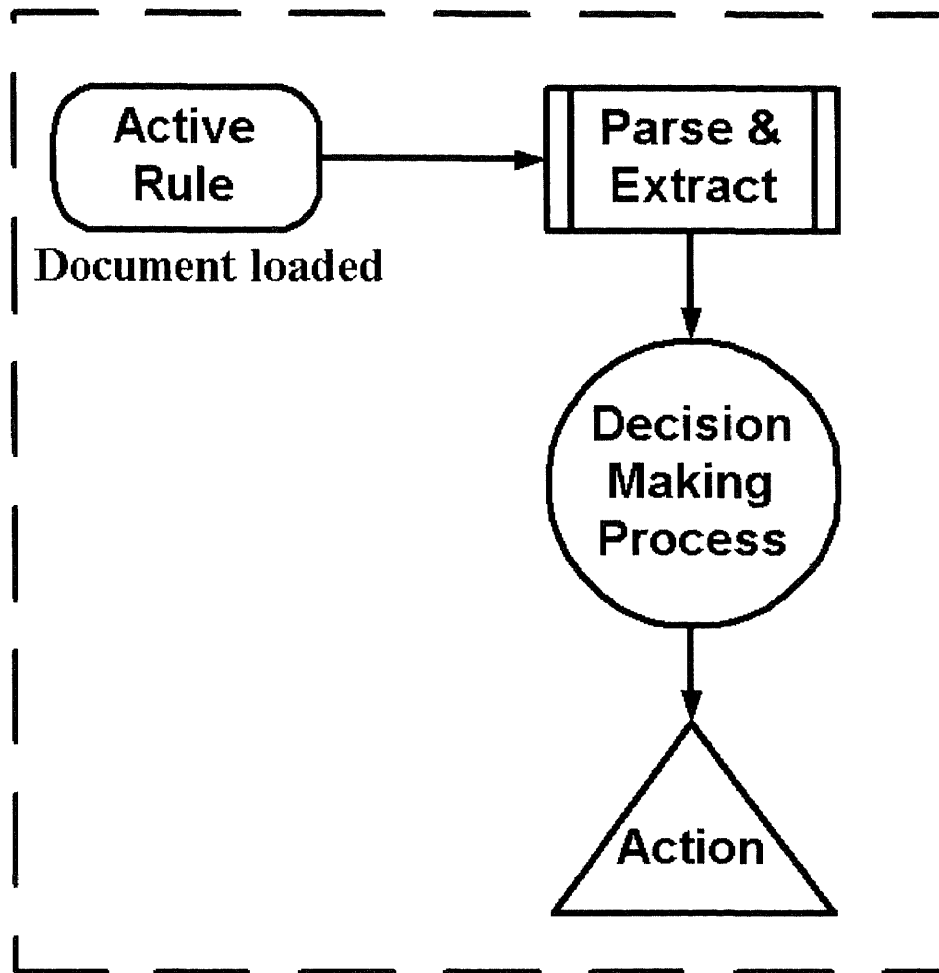 Active
Rule
Document loaded
Parse &
Extract
Decision
Making
Process
Action